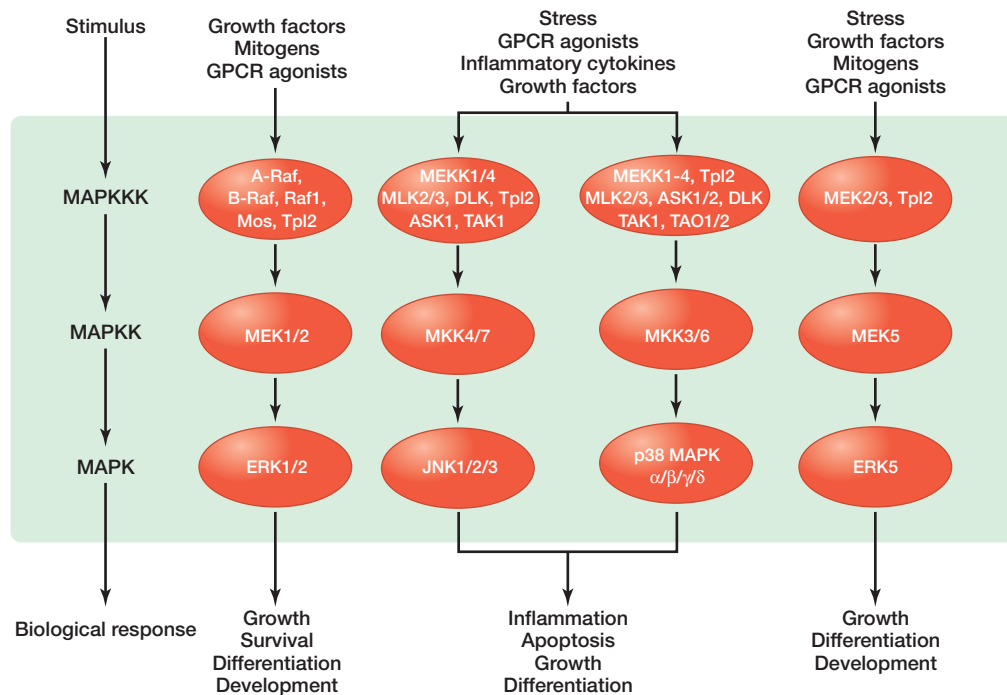 Stimulus
Growth factors
Mitogens
GPCR agonists
Stress
GPCR agonists
Inflammatory cytokines
Growth factors
Stress
Growth factors
Mitogens
GPCR agonists
MAPKKK
A-Raf,
B-Raf, Raf1,
Mos, Tpl2
MEKK1/4
MLK2/3, DLK, Tpl2
ASK1, TAK1
MEKK1-4, Tpl2
MLK2/3, ASK1/2, DLK
TAK1, TAO1/2
MEK2/3, Tpl2
MAPKK
MEK1/2
MKK4/7
MKK3/6
MEK5
MAPK
ERK1/2
JNK1/2/3
p38 MAPK
α/β/γ/δ
ERK5
Biological response
Growth
Survival
Differentiation
Development
Inflammation
Apoptosis
Growth
Differentiation
Growth
Differentiation
Development